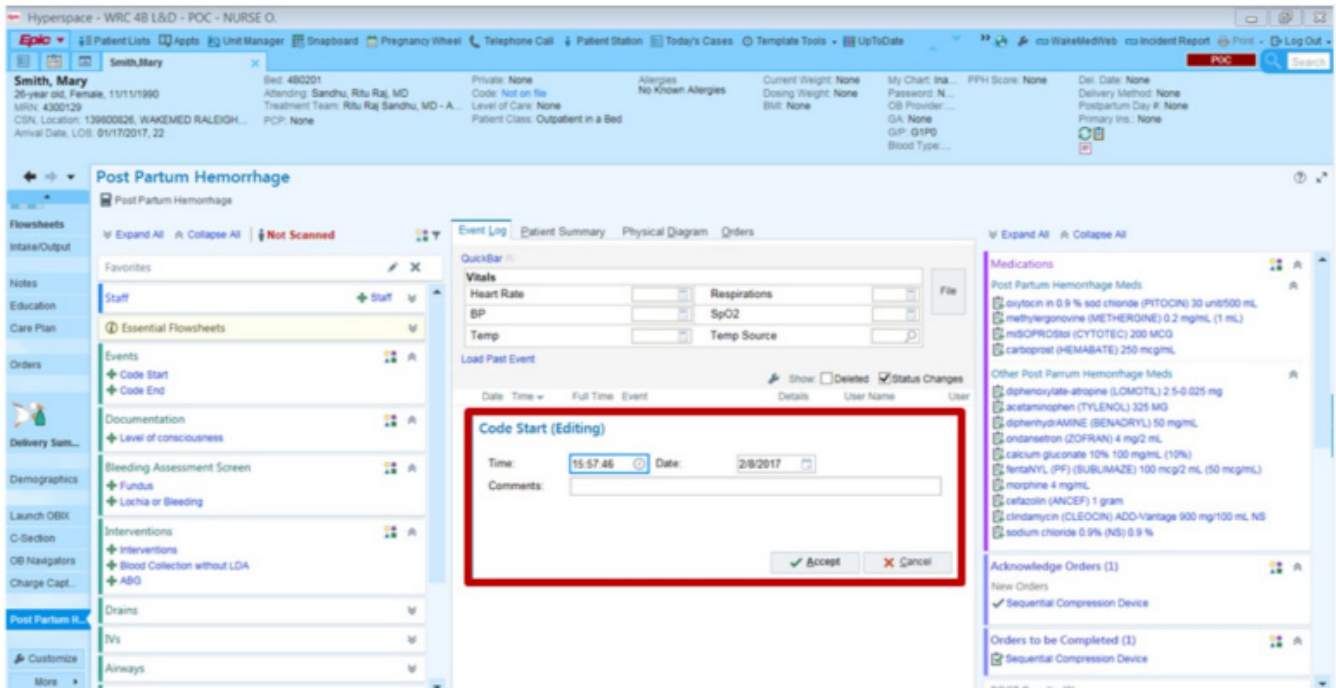 Hyperspace - WRC 4B L&D - POC - NURSE O.
Epic Patient Lists Appts Unit Manager Snapboard Pregnancy Wheel Telephone Call Patient Station Today's Cases Template Tools UpToDate WakeMedWeb Incident Report Print Log Out
Smith,Mary POC Search
Smith, Mary
26-year old, Female, 11/11/1990
MRN: 4300129
CSN, Location: 139800826, WAKEMED RALEIGH...
Arrival Date, LOS: 01/17/2017, 22
Bed: 4B0201
Attending: Sandhu, Ritu Raj, MD
Treatment Team: Ritu Raj Sandhu, MD - A...
PCP: None
Private: None
Code: Not on file
Level of Care: None
Patient Class: Outpatient in a Bed
Allergies
No Known Allergies
Current Weight: None
Dosing Weight: None
BMI: None
My Chart: Ina...
Password: N...
OB Provider:...
GA: None
G/P: G1P0
Blood Type:...
PPH Score: None
Del. Date: None
Delivery Method: None
Postpartum Day #: None
Primary Ins.: None
Flowsheets
Intake/Output
Notes
Education
Care Plan
Orders
Delivery Sum...
Demographics
Launch OBIX
C-Section
OB Navigators
Charge Capt...
Post Partum H...
Customize
More
Post Partum Hemorrhage
Post Partum Hemorrhage
Expand All Collapse All Not Scanned
Favorites
Staff + Staff
Essential Flowsheets
Events
Code Start
Code End
Documentation
Level of consciousness
Bleeding Assessment Screen
Fundus
Lochia or Bleeding
Interventions
Interventions
Blood Collection without LDA
ABG
Drains
IVs
Airways
Event Log Patient Summary Physical Diagram Orders
QuickBar
Vitals
Heart Rate Respirations File
BP SpO2
Temp Temp Source
Load Past Event
Show: Deleted Status Changes
Date Time Full Time Event Details User Name User
Code Start (Editing)
Time: 15:57:46 Date: 2/8/2017
Comments:
Accept Cancel
Expand All Collapse All
Medications
Post Partum Hemorrhage Meds
oxytocin in 0.9 % sod chloride (PITOCIN) 30 unit/500 mL
methylergonovine (METHERGINE) 0.2 mg/mL (1 mL)
miSOPROStol (CYTOTEC) 200 MCG
carboprost (HEMABATE) 250 mcg/mL
Other Post Parrum Hemorrhage Meds
diphenoxylate-atropine (LOMOTIL) 2.5-0.025 mg
acetaminophen (TYLENOL) 325 MG
diphenhydrAMINE (BENADRYL) 50 mg/mL
ondansetron (ZOFRAN) 4 mg/2 mL
calcium gluconate 10% 100 mg/mL (10%)
fentaNYL (PF) (SUBLIMAZE) 100 mcg/2 mL (50 mcg/mL)
morphine 4 mg/mL
cefazolin (ANCEF) 1 gram
clindamycin (CLEOCIN) ADD-Vantage 900 mg/100 mL NS
sodium chloride 0.9% (NS) 0.9 %
Acknowledge Orders (1)
New Orders
Sequential Compression Device
Orders to be Completed (1)
Sequential Compression Device